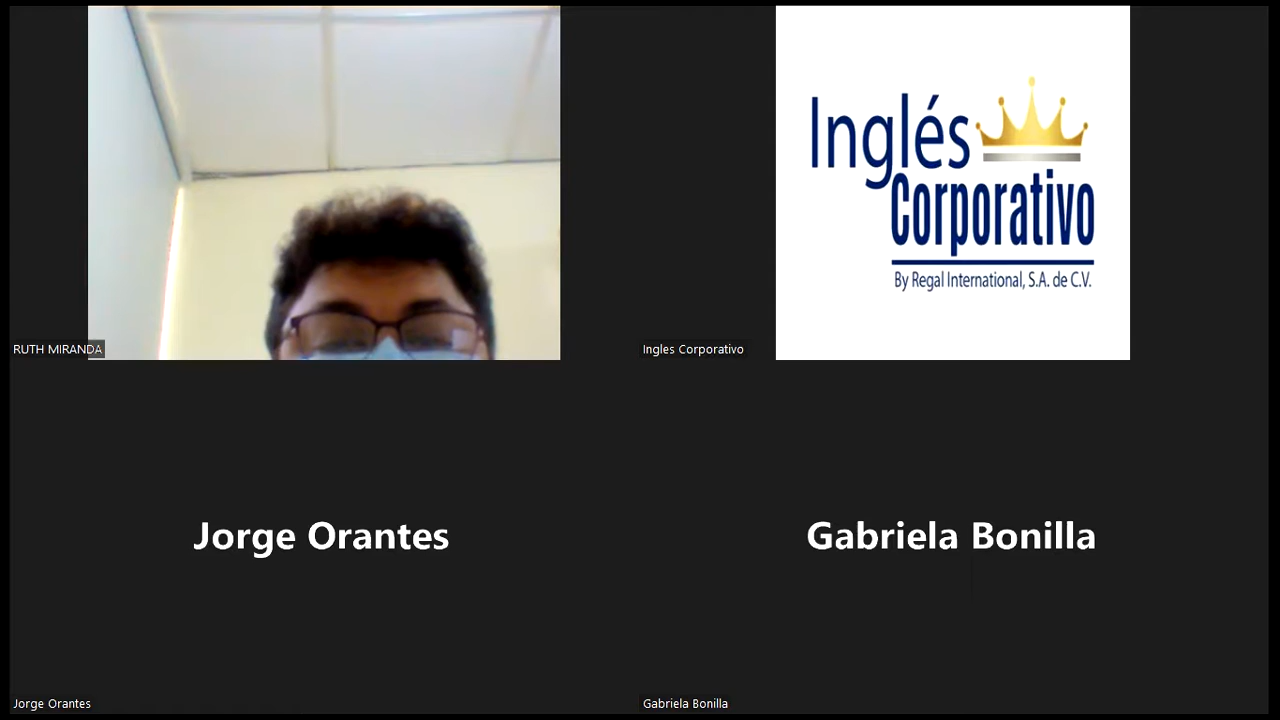 Inglés
Corporativo
By Regal International, S.A. de C.V.
RUTH MIRANDA
Ingles Corporativo
Jorge Orantes
Gabriela Bonilla
Jorge Orantes
Gabriela Bonilla